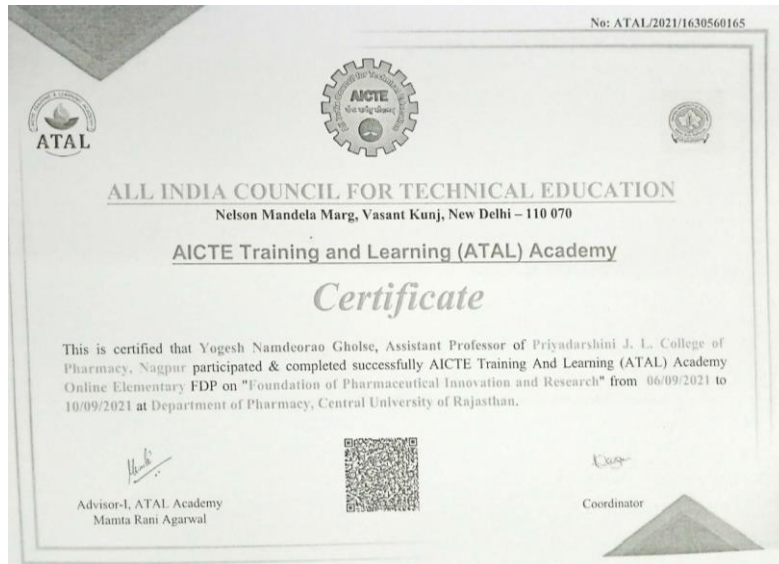 No: ATAL/2021/1630560165
AICTE
ATAL
ALL INDIA COUNCIL FOR TECHNICAL EDUCATION
Nelson Mandela Marg, Vasant Kunj, New Delhi – 110 070
AICTE Training and Learning (ATAL) Academy
Certificate
This is certified that Yogesh Namdeorao Gholse, Assistant Professor of Priyadarshini J. L. College of
Pharmacy, Nagpur participated & completed successfully AICTE Training And Learning (ATAL) Academy
Online Elementary FDP on "Foundation of Pharmaceutical Innovation and Research" from 06/09/2021 to
10/09/2021 at Department of Pharmacy, Central University of Rajasthan.
Advisor-I, ATAL Academy
Mamta Rani Agarwal
Coordinator